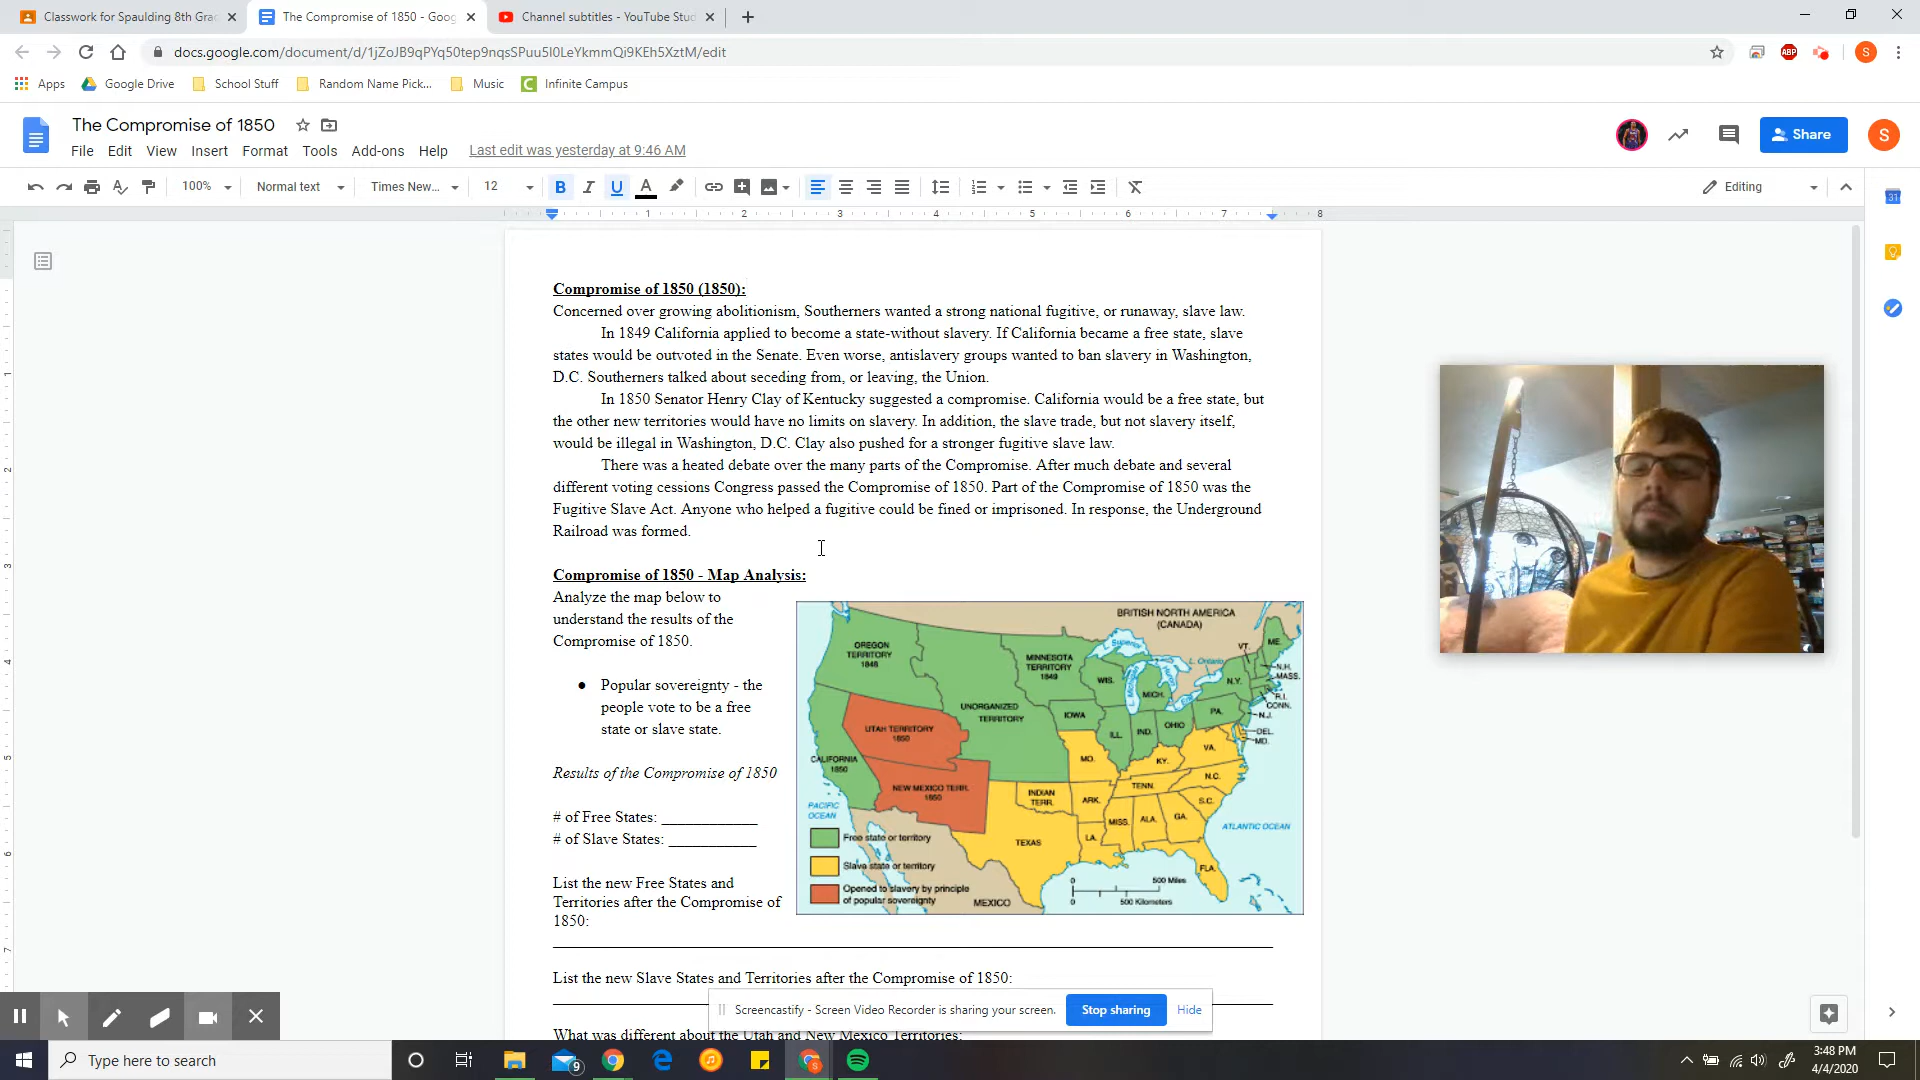 Classwork for Spaulding 8th Gra
The Compromise of 1850 - Goog
Channel subtitles - YouTube Stud
docs.google.com/document/d/1jZoJB9qPYq50tep9nqsSPuu5I0LeYkmmQi9KEh5XztM/edit
ABP
S
Apps
Google Drive
School Stuff
Random Name Pick...
Music
Infinite Campus
The Compromise of 1850
Share
S
File Edit View Insert Format Tools Add-ons Help Last edit was yesterday at 9:46 AM
100% Normal text Times New... 12 B I U A Editing
1 2 3 4 5 6 7 8
31
Compromise of 1850 (1850):
Concerned over growing abolitionism, Southerners wanted a strong national fugitive, or runaway, slave law.
In 1849 California applied to become a state-without slavery. If California became a free state, slave
states would be outvoted in the Senate. Even worse, antislavery groups wanted to ban slavery in Washington,
D.C. Southerners talked about seceding from, or leaving, the Union.
In 1850 Senator Henry Clay of Kentucky suggested a compromise. California would be a free state, but
the other new territories would have no limits on slavery. In addition, the slave trade, but not slavery itself,
would be illegal in Washington, D.C. Clay also pushed for a stronger fugitive slave law.
There was a heated debate over the many parts of the Compromise. After much debate and several
different voting cessions Congress passed the Compromise of 1850. Part of the Compromise of 1850 was the
Fugitive Slave Act. Anyone who helped a fugitive could be fined or imprisoned. In response, the Underground
Railroad was formed.
Compromise of 1850 - Map Analysis:
Analyze the map below to
understand the results of the
Compromise of 1850.
● Popular sovereignty - the
people vote to be a free
state or slave state.
Results of the Compromise of 1850
# of Free States: ____________
# of Slave States: ___________
List the new Free States and
Territories after the Compromise of
1850:
BRITISH NORTH AMERICA
(CANADA)
OREGON
TERRITORY
1848
MINNESOTA
TERRITORY
1849
L. Superior
L. Michigan
L. Huron
L. Ontario
VT.
ME.
N.H.
MASS.
R.I.
CONN.
N.Y.
WIS.
MICH.
PA.
N.J.
UNORGANIZED
TERRITORY
IOWA
ILL.
IND.
OHIO
DEL.
MD.
UTAH TERRITORY
1850
VA.
MO.
KY.
CALIFORNIA
1850
N.C.
NEW MEXICO TERR.
1850
INDIAN
TERR.
TENN.
ARK.
S.C.
PACIFIC
OCEAN
MISS.
ALA.
GA.
ATLANTIC OCEAN
LA.
TEXAS
FLA.
Free state or territory
Slave state or territory
Opened to slavery by principle
of popular sovereignty
MEXICO
0 500 Miles
0 500 Kilometers
List the new Slave States and Territories after the Compromise of 1850:
What was different about the Utah and New Mexico Territories:
Screencastify - Screen Video Recorder is sharing your screen.
Stop sharing
Hide
Type here to search
9
3:48 PM
4/4/2020